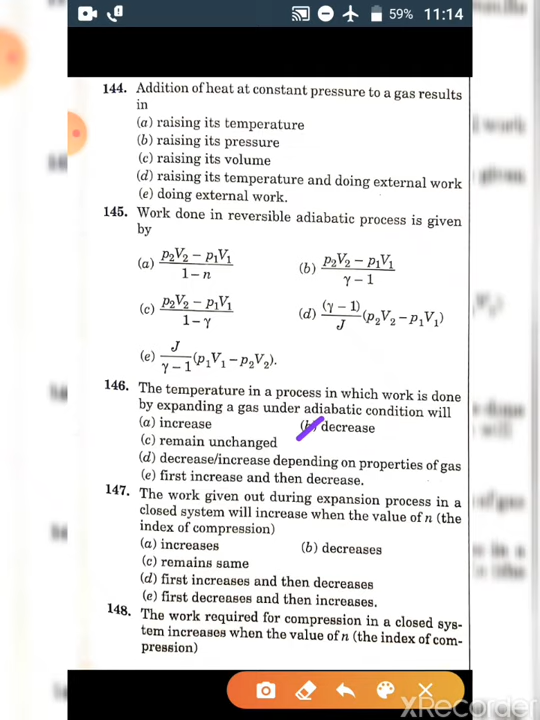 59% 11:14
144. Addition of heat at constant pressure to a gas results
in
(a) raising its temperature
(b) raising its pressure
(c) raising its volume
(d) raising its temperature and doing external work
(e) doing external work.
145. Work done in reversible adiabatic process is given
by
(a) (p₂V₂ − p₁V₁)/(1 − n) (b) (p₂V₂ − p₁V₁)/(γ − 1)
(c) (p₂V₂ − p₁V₁)/(1 − γ) (d) (γ − 1)/J (p₂V₂ − p₁V₁)
(e) J/(γ − 1) (p₁V₁ − p₂V₂).
146. The temperature in a process in which work is done
by expanding a gas under adiabatic condition will
(a) increase (b) decrease
(c) remain unchanged
(d) decrease/increase depending on properties of gas
(e) first increase and then decrease.
147. The work given out during expansion process in a
closed system will increase when the value of n (the
index of compression)
(a) increases (b) decreases
(c) remains same
(d) first increases and then decreases
(e) first decreases and then increases.
148. The work required for compression in a closed sys-
tem increases when the value of n (the index of com-
pression)
XRecorder